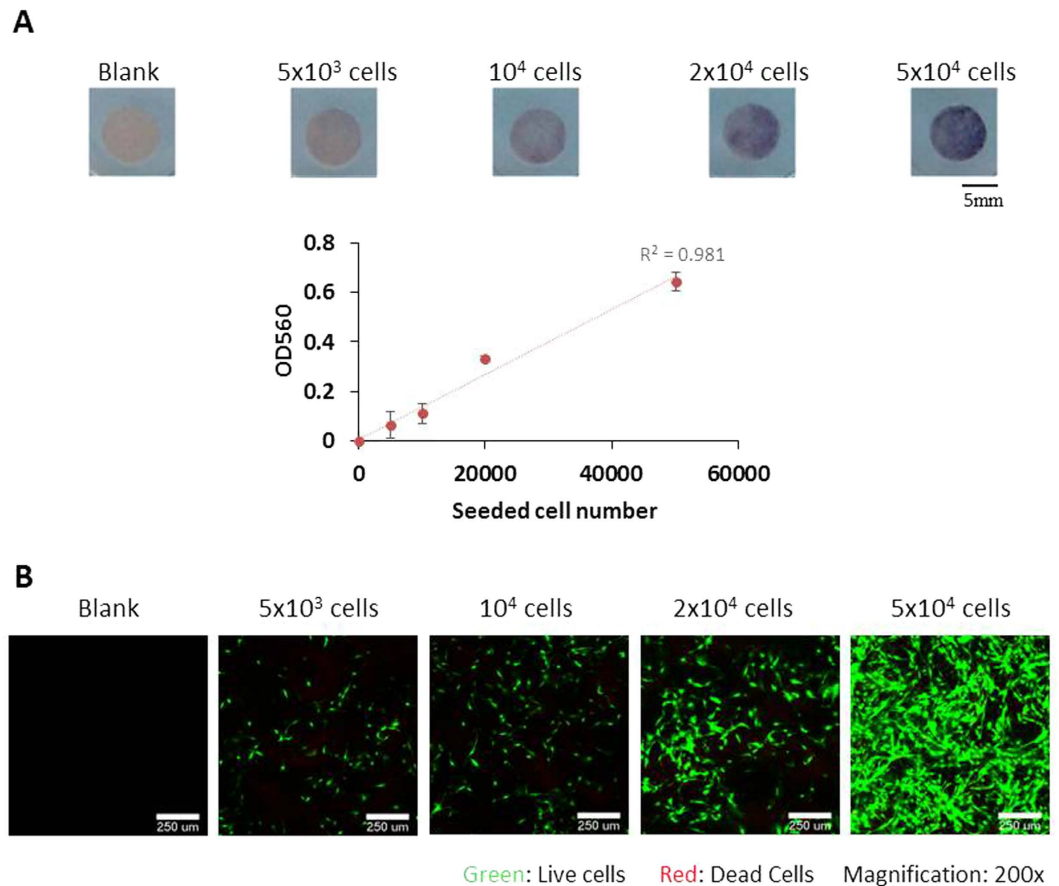 A
Blank 5x10³ cells 10⁴ cells 2x10⁴ cells 5x10⁴ cells
5mm
R² = 0.981
0.8
0.6
0.4
0.2
0
OD560
0 20000 40000 60000
Seeded cell number
B
Blank 5x10³ cells 10⁴ cells 2x10⁴ cells 5x10⁴ cells
250 um 250 um 250 um 250 um 250 um
Green: Live cells Red: Dead Cells Magnification: 200x